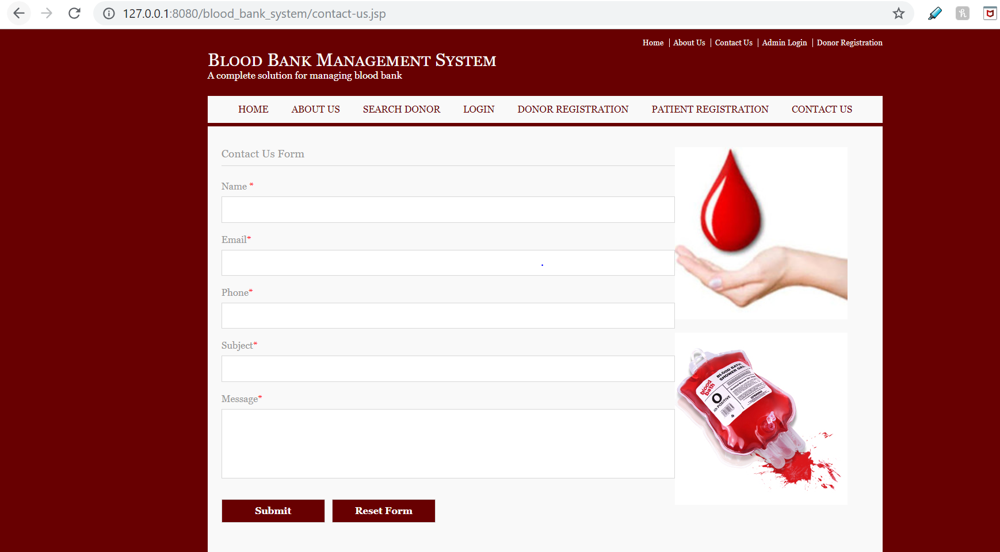 127.0.0.1:8080/blood_bank_system/contact-us.jsp
Home | About Us | Contact Us | Admin Login | Donor Registration
Blood Bank Management System
A complete solution for managing blood bank
HOME ABOUT US SEARCH DONOR LOGIN DONOR REGISTRATION PATIENT REGISTRATION CONTACT US
Contact Us Form
Name *
Email*
Phone*
Subject*
Message*
Submit Reset Form
BLOOD BATH
SHOWER GEL
blood
bath
O
Rh POSITIVE